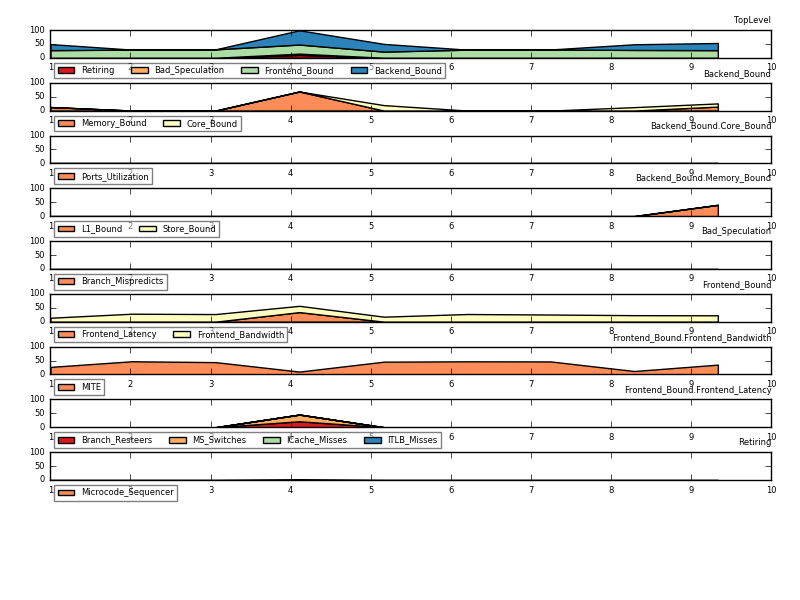 TopLevel
100
50
0
1 2 3 4 5 6 7 8 9 10
Retiring Bad_Speculation Frontend_Bound Backend_Bound
Backend_Bound
100
50
0
1 2 3 4 5 6 7 8 9 10
Memory_Bound Core_Bound
Backend_Bound.Core_Bound
100
50
0
1 2 3 4 5 6 7 8 9 10
Ports_Utilization
Backend_Bound.Memory_Bound
100
50
0
1 2 3 4 5 6 7 8 9 10
L1_Bound Store_Bound
Bad_Speculation
100
50
0
1 2 3 4 5 6 7 8 9 10
Branch_Mispredicts
Frontend_Bound
100
50
0
1 2 3 4 5 6 7 8 9 10
Frontend_Latency Frontend_Bandwidth
Frontend_Bound.Frontend_Bandwidth
100
50
0
1 2 3 4 5 6 7 8 9 10
MITE
Frontend_Bound.Frontend_Latency
100
50
0
1 2 3 4 5 6 7 8 9 10
Branch_Resteers MS_Switches ICache_Misses ITLB_Misses
Retiring
100
50
0
1 2 3 4 5 6 7 8 9 10
Microcode_Sequencer